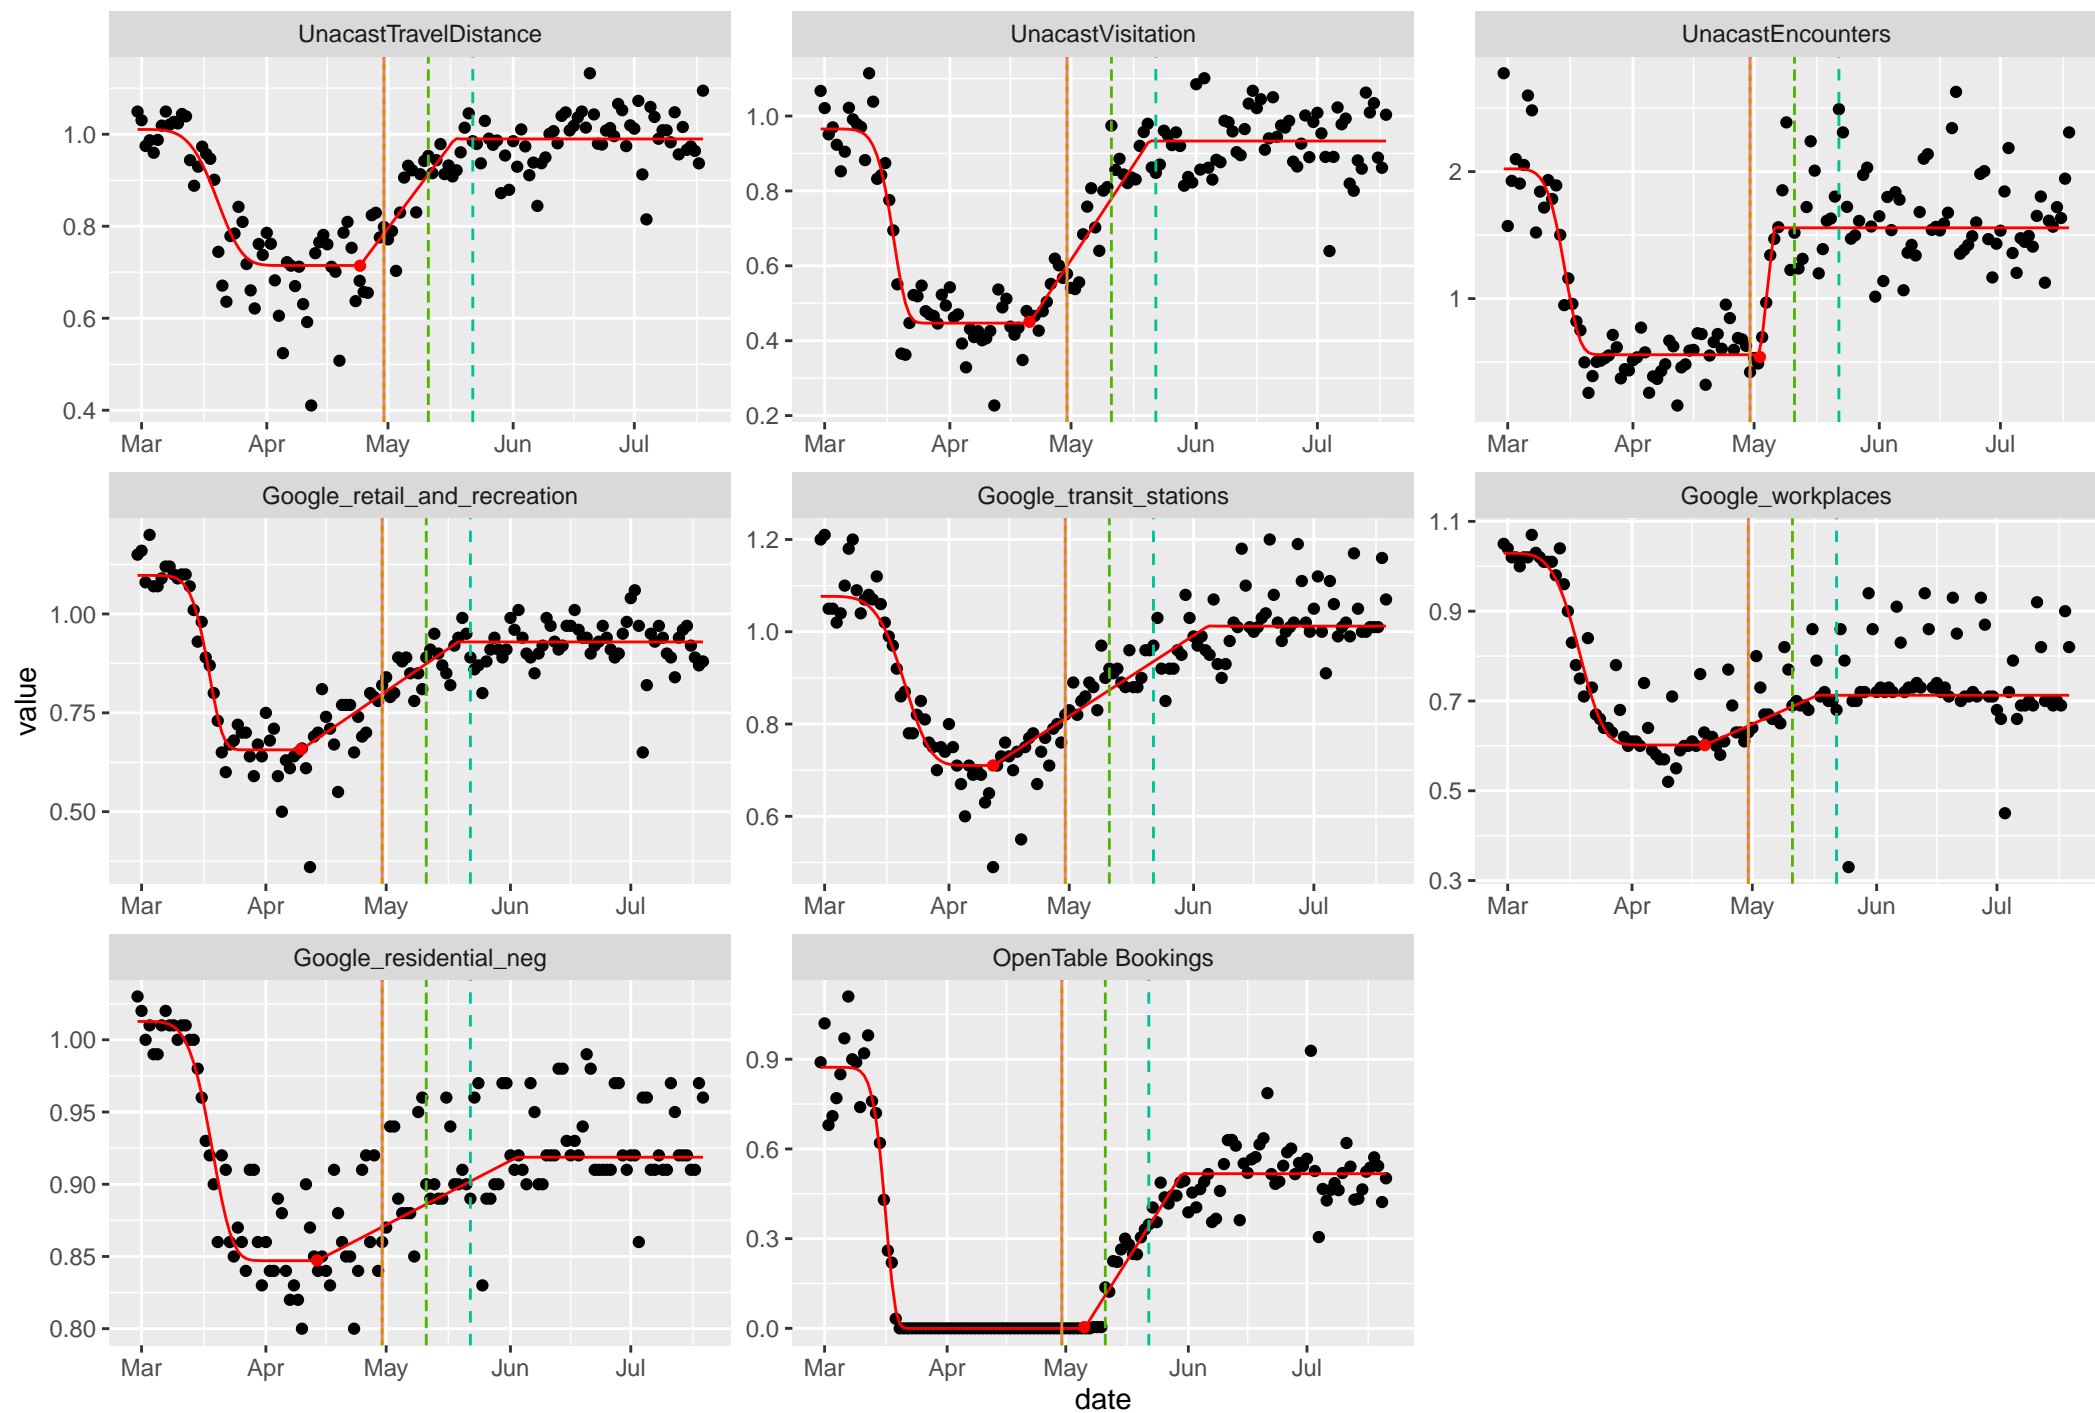 UnacastTravelDistance
UnacastVisitation
UnacastEncounters
1.0
0.8
0.6
0.4
1.0
0.8
0.6
0.4
0.2
2
1
Mar Apr May Jun Jul
Mar Apr May Jun Jul
Mar Apr May Jun Jul
Google_retail_and_recreation
Google_transit_stations
Google_workplaces
1.00
0.75
0.50
1.2
1.0
0.8
0.6
1.1
0.9
0.7
0.5
0.3
Mar Apr May Jun Jul
Mar Apr May Jun Jul
Mar Apr May Jun Jul
value
Google_residential_neg
OpenTable Bookings
1.00
0.95
0.90
0.85
0.80
0.9
0.6
0.3
0.0
Mar Apr May Jun Jul
Mar Apr May Jun Jul
date